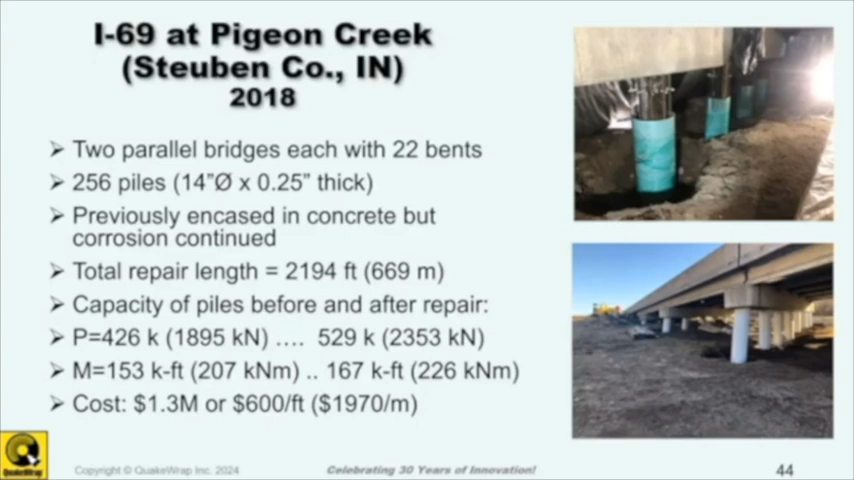 I-69 at Pigeon Creek
(Steuben Co., IN)
2018
Two parallel bridges each with 22 bents
256 piles (14”Ø x 0.25” thick)
Previously encased in concrete but
corrosion continued
Total repair length = 2194 ft (669 m)
Capacity of piles before and after repair:
P=426 k (1895 kN) …. 529 k (2353 kN)
M=153 k-ft (207 kNm) .. 167 k-ft (226 kNm)
Cost: $1.3M or $600/ft ($1970/m)
QuakeWrap
Copyright © QuakeWrap Inc. 2024
Celebrating 30 Years of Innovation!
44